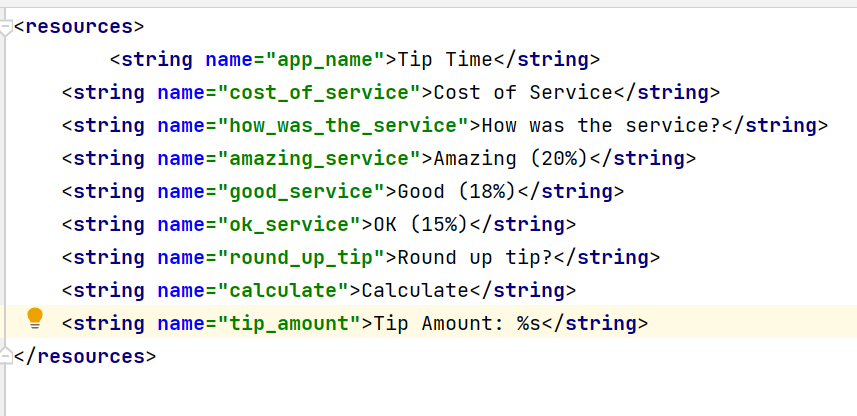 <resources>
        <string name="app_name">Tip Time</string>
    <string name="cost_of_service">Cost of Service</string>
    <string name="how_was_the_service">How was the service?</string>
    <string name="amazing_service">Amazing (20%)</string>
    <string name="good_service">Good (18%)</string>
    <string name="ok_service">OK (15%)</string>
    <string name="round_up_tip">Round up tip?</string>
    <string name="calculate">Calculate</string>
    <string name="tip_amount">Tip Amount: %s</string>
</resources>